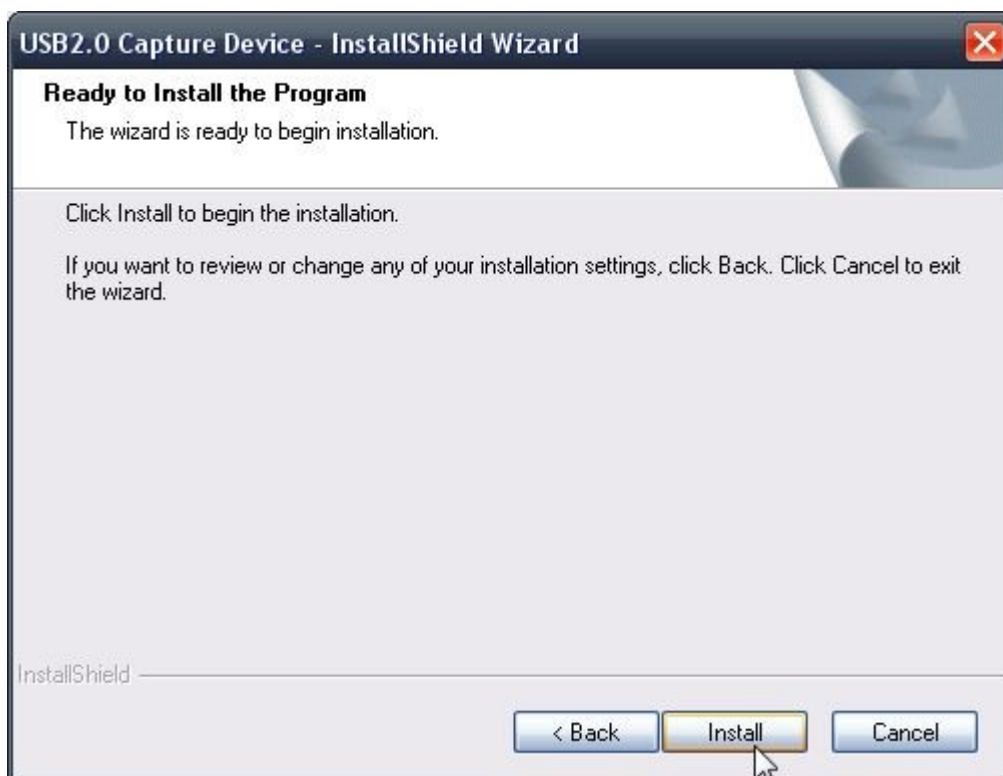 USB2.0 Capture Device - InstallShield Wizard
Ready to Install the Program
The wizard is ready to begin installation.
Click Install to begin the installation.
If you want to review or change any of your installation settings, click Back. Click Cancel to exit
the wizard.
InstallShield
< Back Install Cancel